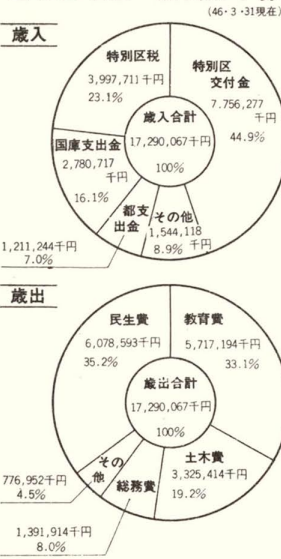 (46・3・31現在)
歳入
特別区税
3,997,711千円
23.1%
特別区
交付金
7,756,277
千円
44.9%
歳入合計
17,290,067千円
100%
国庫支出金
2,780,717
千円
16.1%
都支
出金
1,211,244千円
7.0%
その他
1,544,118
千円
8.9%
歳出
民生費
6,078,593千円
35.2%
教育費
5,717,194千円
33.1%
歳出合計
17,290,067千円
100%
土木費
3,325,414千円
19.2%
その
他
776,952千円
4.5%
総務費
1,391,914千円
8.0%